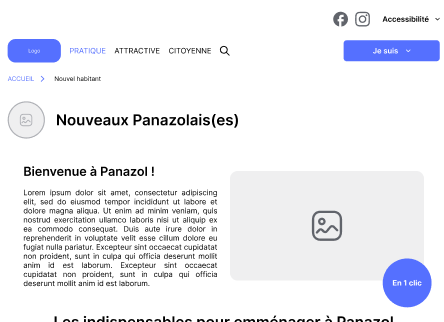 Accessibilité
Logo
PRATIQUE
ATTRACTIVE
CITOYENNE
Je suis
ACCUEIL
Nouvel habitant
Nouveaux Panazolais(es)
Bienvenue à Panazol !
Lorem ipsum dolor sit amet, consectetur adipiscing
elit, sed do eiusmod tempor incididunt ut labore et
dolore magna aliqua. Ut enim ad minim veniam, quis
nostrud exercitation ullamco laboris nisi ut aliquip ex
ea commodo consequat. Duis aute irure dolor in
reprehenderit in voluptate velit esse cillum dolore eu
fugiat nulla pariatur. Excepteur sint occaecat cupidatat
non proident, sunt in culpa qui officia deserunt mollit
anim id est laborum. Excepteur sint occaecat
cupidatat non proident, sunt in culpa qui officia
deserunt mollit anim id est laborum.
En 1 clic
Les indispensables pour emménager à Panazol